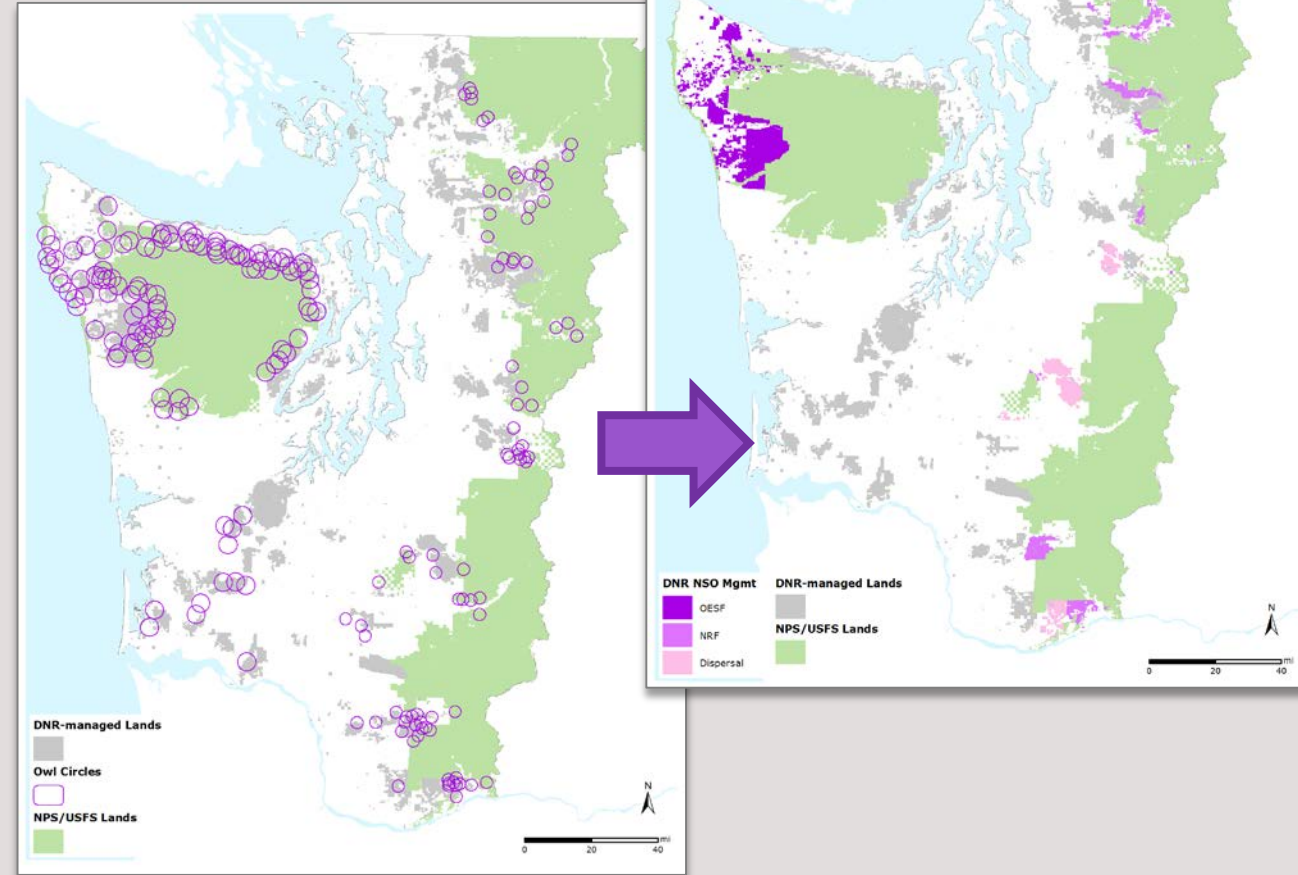 DNR-managed Lands
Owl Circles
NPS/USFS Lands
N
mi
0 20 40
DNR NSO Mgmt
OESF
NRF
Dispersal
DNR-managed Lands
NPS/USFS Lands
N
mi
0 20 40